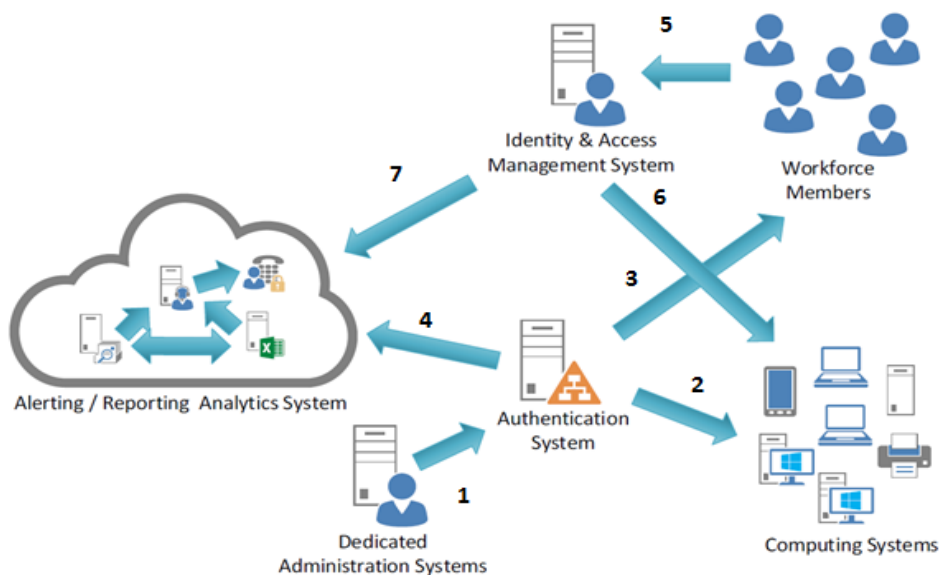 5
Identity & Access
Management System
Workforce
Members
7
6
3
4
2
Alerting / Reporting Analytics System
Authentication
System
1
Dedicated
Administration Systems
Computing Systems